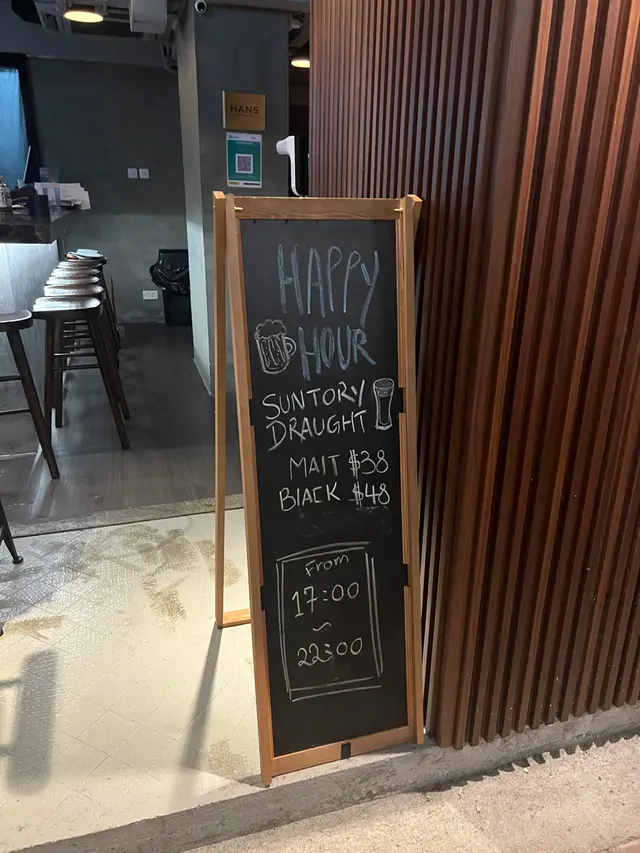 HANS
HAPPY
HOUR
SUNTORY
DRAUGHT
MAIT $38
BIACK $48
From
17:00
~
22:00